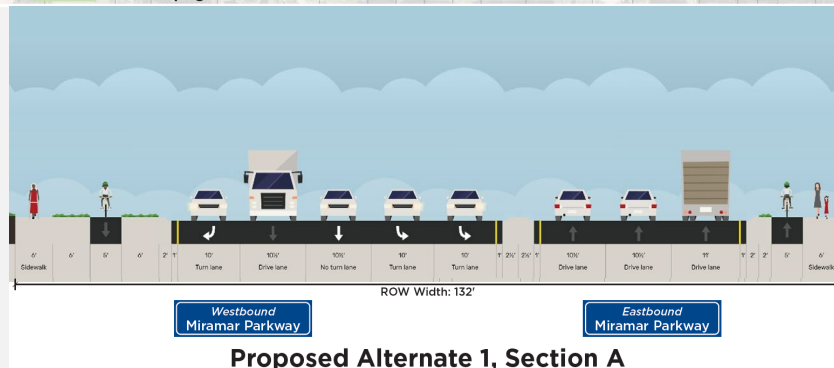 6' 6' 5' 6' 2' 1' 10' 10½' 10½' 10' 10' 1' 2½' 2½' 1' 10½' 10½' 11' 1' 2' 2' 5' 6'
Sidewalk Turn lane Drive lane No turn lane Turn lane Turn lane Drive lane Drive lane Drive lane Sidewalk
ROW Width: 132'
Westbound
Miramar Parkway
Eastbound
Miramar Parkway
Proposed Alternate 1, Section A